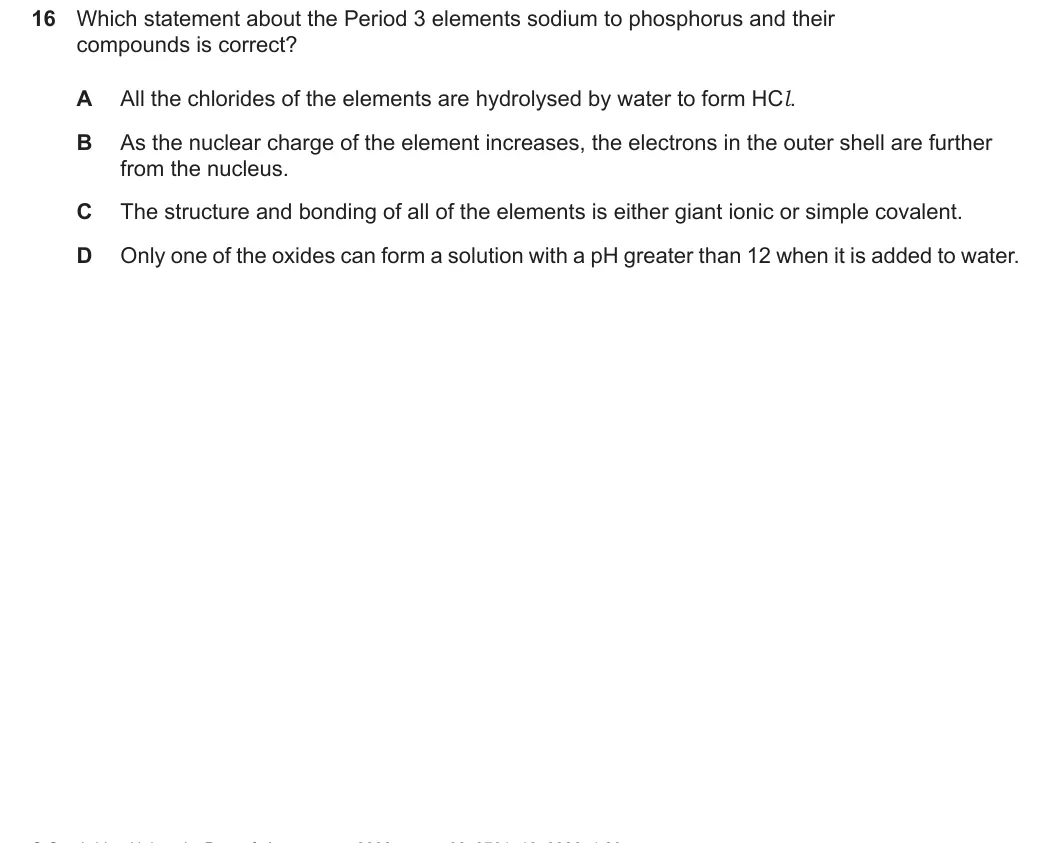 16 Which statement about the Period 3 elements sodium to phosphorus and their
compounds is correct?
A All the chlorides of the elements are hydrolysed by water to form HCl.
B As the nuclear charge of the element increases, the electrons in the outer shell are further
from the nucleus.
C The structure and bonding of all of the elements is either giant ionic or simple covalent.
D Only one of the oxides can form a solution with a pH greater than 12 when it is added to water.